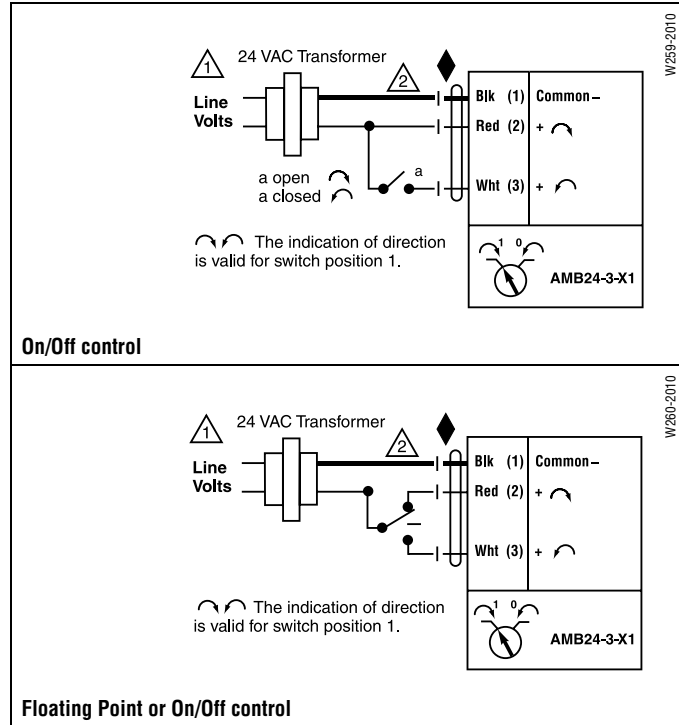 W259-2010
24 VAC Transformer
1
2
Line
Volts
Blk (1) Common –
Red (2) +
a
a open
a closed
Wht (3) +
The indication of direction
is valid for switch position 1.
1 0
AMB24-3-X1
On/Off control
W260-2010
24 VAC Transformer
1
2
Line
Volts
Blk (1) Common –
Red (2) +
Wht (3) +
The indication of direction
is valid for switch position 1.
1 0
AMB24-3-X1
Floating Point or On/Off control